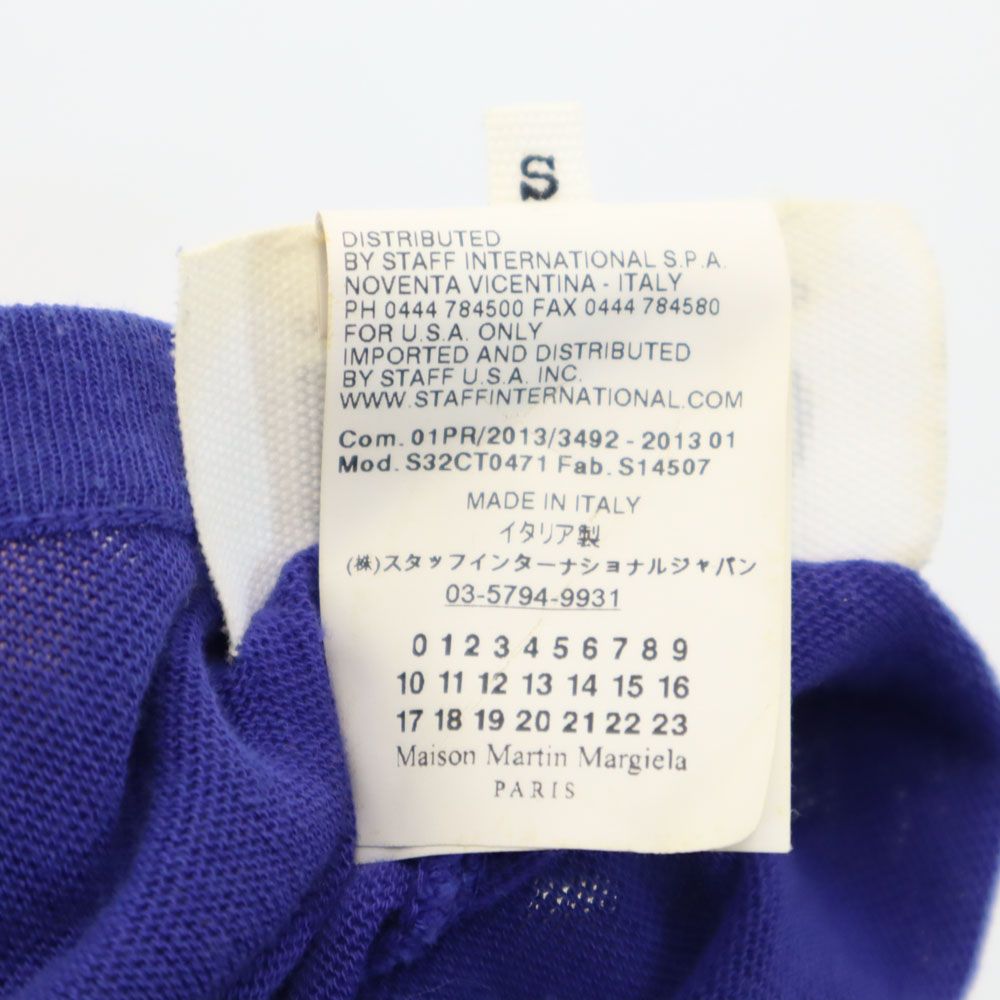 S
DISTRIBUTED
BY STAFF INTERNATIONAL S.P.A.
NOVENTA VICENTINA - ITALY
PH 0444 784500 FAX 0444 784580
FOR U.S.A. ONLY
IMPORTED AND DISTRIBUTED
BY STAFF U.S.A. INC.
WWW.STAFFINTERNATIONAL.COM
Com. 01PR/2013/3492 - 2013 01
Mod. S32CT0471 Fab. S14507
MADE IN ITALY
イタリア製
(株)スタッフインターナショナルジャパン
03-5794-9931
0 1 2 3 4 5 6 7 8 9
10 11 12 13 14 15 16
17 18 19 20 21 22 23
Maison Martin Margiela
PARIS